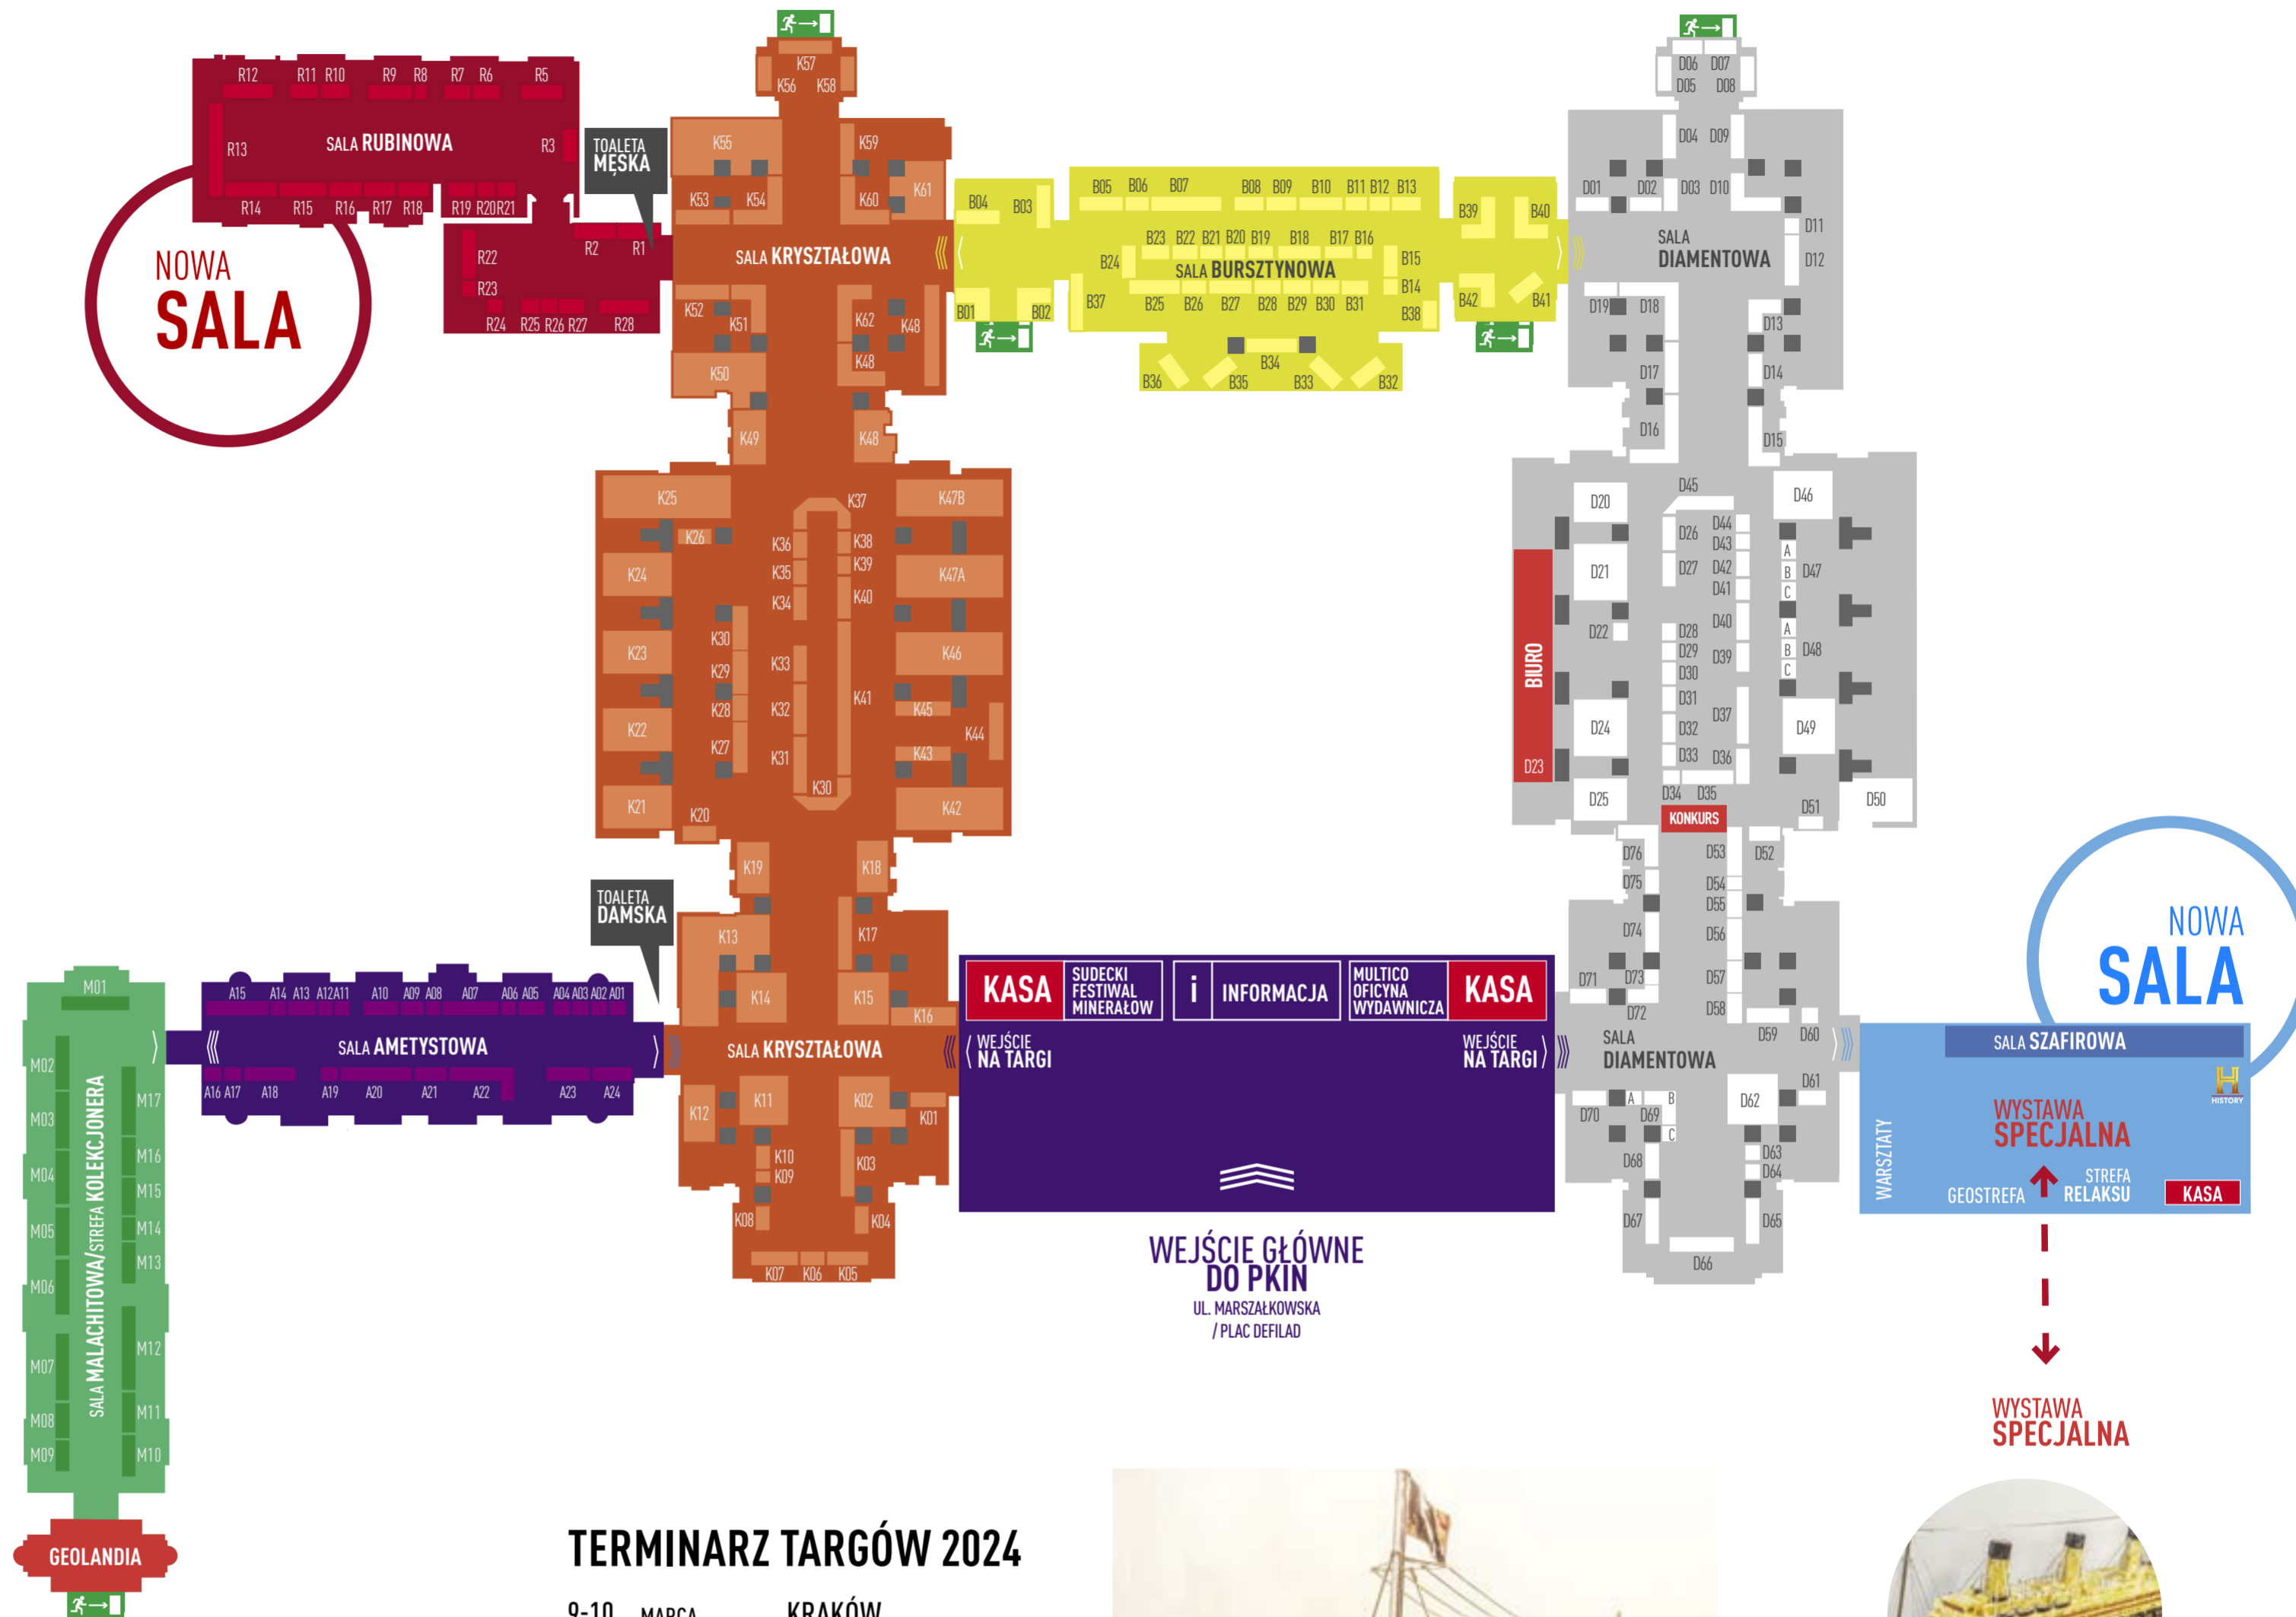 R12 R11 R10 R9 R8 R7 R6 R5
SALA RUBINOWA
R13
R3
R14 R15 R16 R17 R18 R19 R20 R21
R22 R2 R1
R23
R24 R25 R26 R27 R28
NOWA
SALA
TOALETA
MĘSKA
K57
K56 K58
K55 K59
K53 K54 K60 K61
SALA KRYSZTAŁOWA
K52 K51 K62 K48
K50 K48
K49 K48
K25 K37 K47B
K26 K36 K38
K24 K35 K39 K47A
K34 K40
K30
K23 K29 K33 K46
K41
K22 K28 K32 K45
K44
K27 K31 K43
K30
K21 K20 K42
K19 K18
TOALETA
DAMSKA
K13 K17
K14 K15
K16
SALA KRYSZTAŁOWA
K12 K11 K02 K01
K10 K03
K09
K08 K04
K07 K06 K05
B04 B03
B01 B02
B05 B06 B07 B08 B09 B10 B11 B12 B13
B23 B22 B21 B20 B19 B18 B17 B16
B24 SALA BURSZTYNOWA B15
B14
B37 B25 B26 B27 B28 B29 B30 B31 B38
B36 B35 B34 B33 B32
B39 B40
B42 B41
D06 D07
D05 D08
D04 D09
D01 D02 D03 D10
D11
SALA
DIAMENTOWA
D12
D19 D18 D13
D17 D14
D16 D15
D45
D20 D46
D26 D44
D43
A
D21 D27 D42 B D47
D41 C
D22 D28 D40 A
D29 D39 B D48
D30 C
BIURO
D31
D24 D32 D37 D49
D33 D36
D23
D25 D34 D35 D51 D50
KONKURS
D76 D53 D52
D75 D54
D55
D74 D56
D71 D73 D57
D72 D58
D59 D60
SALA
DIAMENTOWA
D61
D70 A B D62
D69
C
D68 D63
D64
D67 D65
D66
KASA
SUDECKI
FESTIWAL
MINERAŁÓW
i INFORMACJA
MULTICO
OFICYNA
WYDAWNICZA
KASA
WEJŚCIE
NA TARGI
WEJŚCIE
NA TARGI
WEJŚCIE GŁÓWNE
DO PKIN
UL. MARSZAŁKOWSKA
/ PLAC DEFILAD
NOWA
SALA
SALA SZAFIROWA
HISTORY
WYSTAWA
SPECJALNA
WARSZTATY
GEOSTREFA
STREFA
RELAKSU
KASA
WYSTAWA
SPECJALNA
A15 A14 A13 A12 A11 A10 A09 A08 A07 A06 A05 A04 A03 A02 A01
SALA AMETYSTOWA
A16 A17 A18 A19 A20 A21 A22 A23 A24
M01
M02
M03 M17
M04 M16
M15
M05 M14
M06 M13
SALA MALACHITOWA/STREFA KOLEKCJONERA
M07 M12
M08 M11
M09 M10
GEOLANDIA
TERMINARZ TARGÓW 2024
9-10 MARCA KRAKÓW